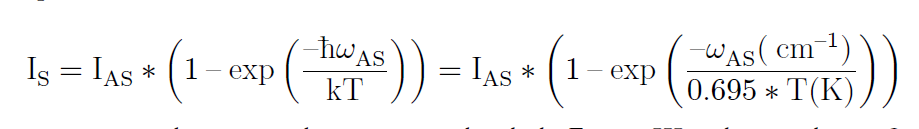 I_S = I_AS * (1 – exp(–ħω_AS / kT)) = I_AS * (1 – exp(–ω_AS( cm⁻¹) / 0.695 * T(K)))